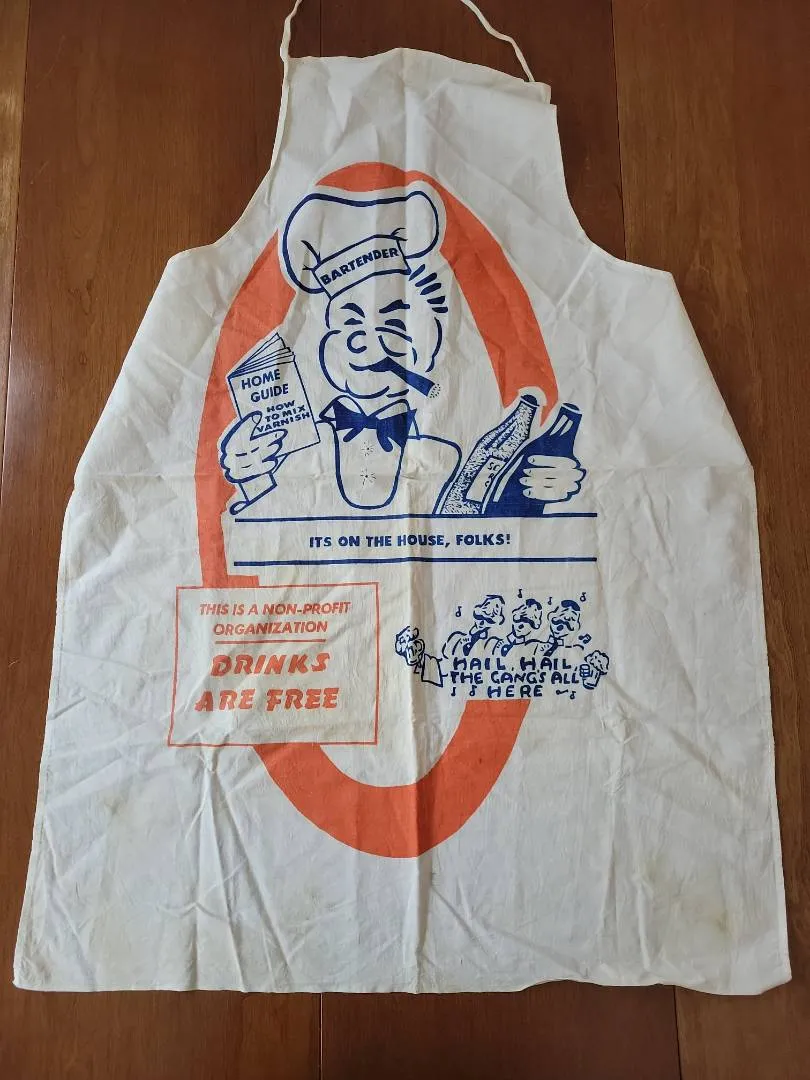 BARTENDER
HOME
GUIDE
HOW
TO MIX
VARNISH
ITS ON THE HOUSE, FOLKS!
THIS IS A NON-PROFIT
ORGANIZATION
DRINKS
ARE FREE
HAIL, HAIL,
THE GANGS ALL
HERE